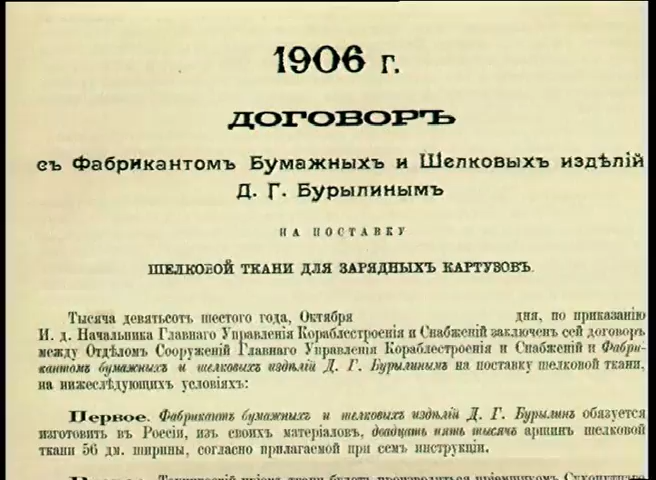 1906 г.
ДОГОВОРЪ
съ Фабрикантомъ Бумажныхъ и Шелковыхъ издѣлій
Д. Г. Бурылинымъ
НА ПОСТАВКУ
ШЕЛКОВОЙ ТКАНИ ДЛЯ ЗАРЯДНЫХЪ КАРТУЗОВЪ.
Тысяча девятьсотъ шестого года, Октября дня, по приказанію
И. д. Начальника Главнаго Управленія Кораблестроенія и Снабженій заключенъ сей договоръ
между Отдѣломъ Сооруженій Главнаго Управленія Кораблестроенія и Снабженій и Фабри-
кантомъ бумажныхъ и шелковыхъ издѣлій Д. Г. Бурылинымъ на поставку шелковой ткани,
на нижеслѣдующихъ условіяхъ:
Первое. Фабрикантъ бумажныхъ и шелковыхъ издѣлій Д. Г. Бурылинъ обязуется
изготовить въ Россіи, изъ своихъ матеріаловъ, двадцать пять тысячъ аршинъ шелковой
ткани 56 дм. ширины, согласно прилагаемой при семъ инструкціи.
ткани будетъ производиться пріемщикомъ